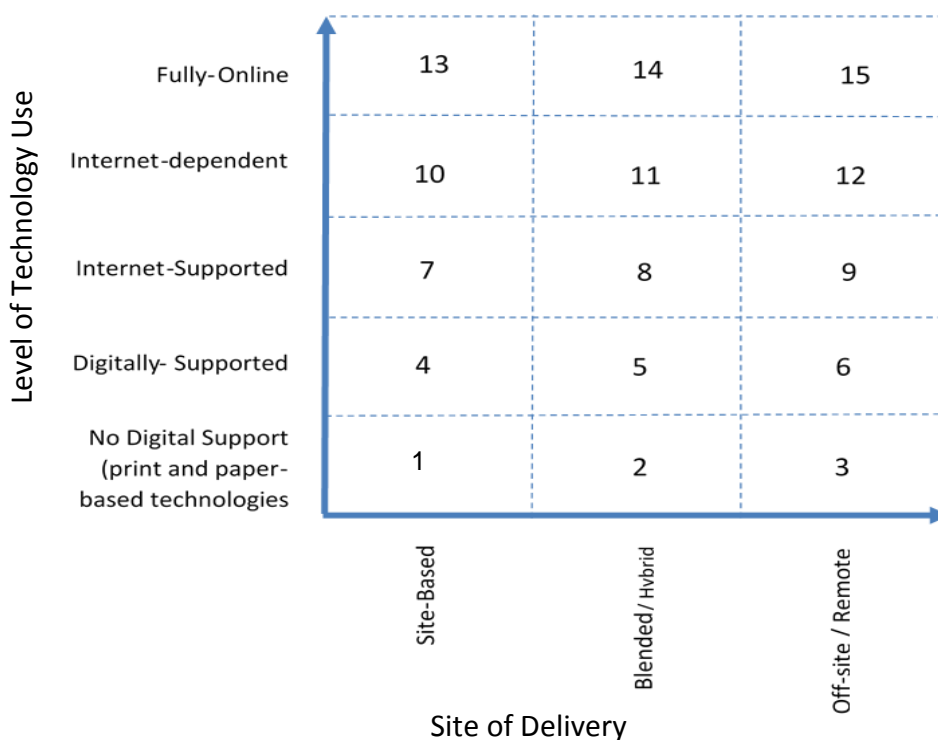 Level of Technology Use
Fully-Online
13 14 15
Internet-dependent
10 11 12
Internet-Supported
7 8 9
Digitally- Supported
4 5 6
No Digital Support
(print and paper-
based technologies
1 2 3
Site-Based
Blended / Hvbrid
Off-site / Remote
Site of Delivery